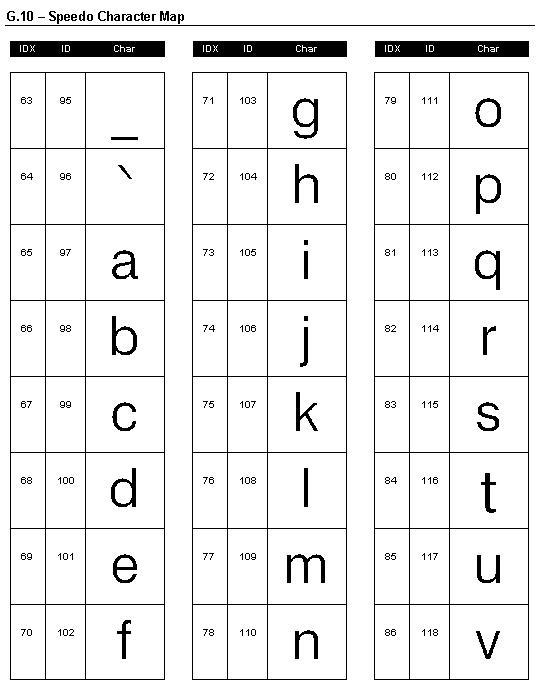 G.10 – Speedo Character Map
IDX ID Char IDX ID Char IDX ID Char
63 95 _ 71 103 g 79 111 o
64 96 ` 72 104 h 80 112 p
65 97 a 73 105 i 81 113 q
66 98 b 74 106 j 82 114 r
67 99 c 75 107 k 83 115 s
68 100 d 76 108 l 84 116 t
69 101 e 77 109 m 85 117 u
70 102 f 78 110 n 86 118 v